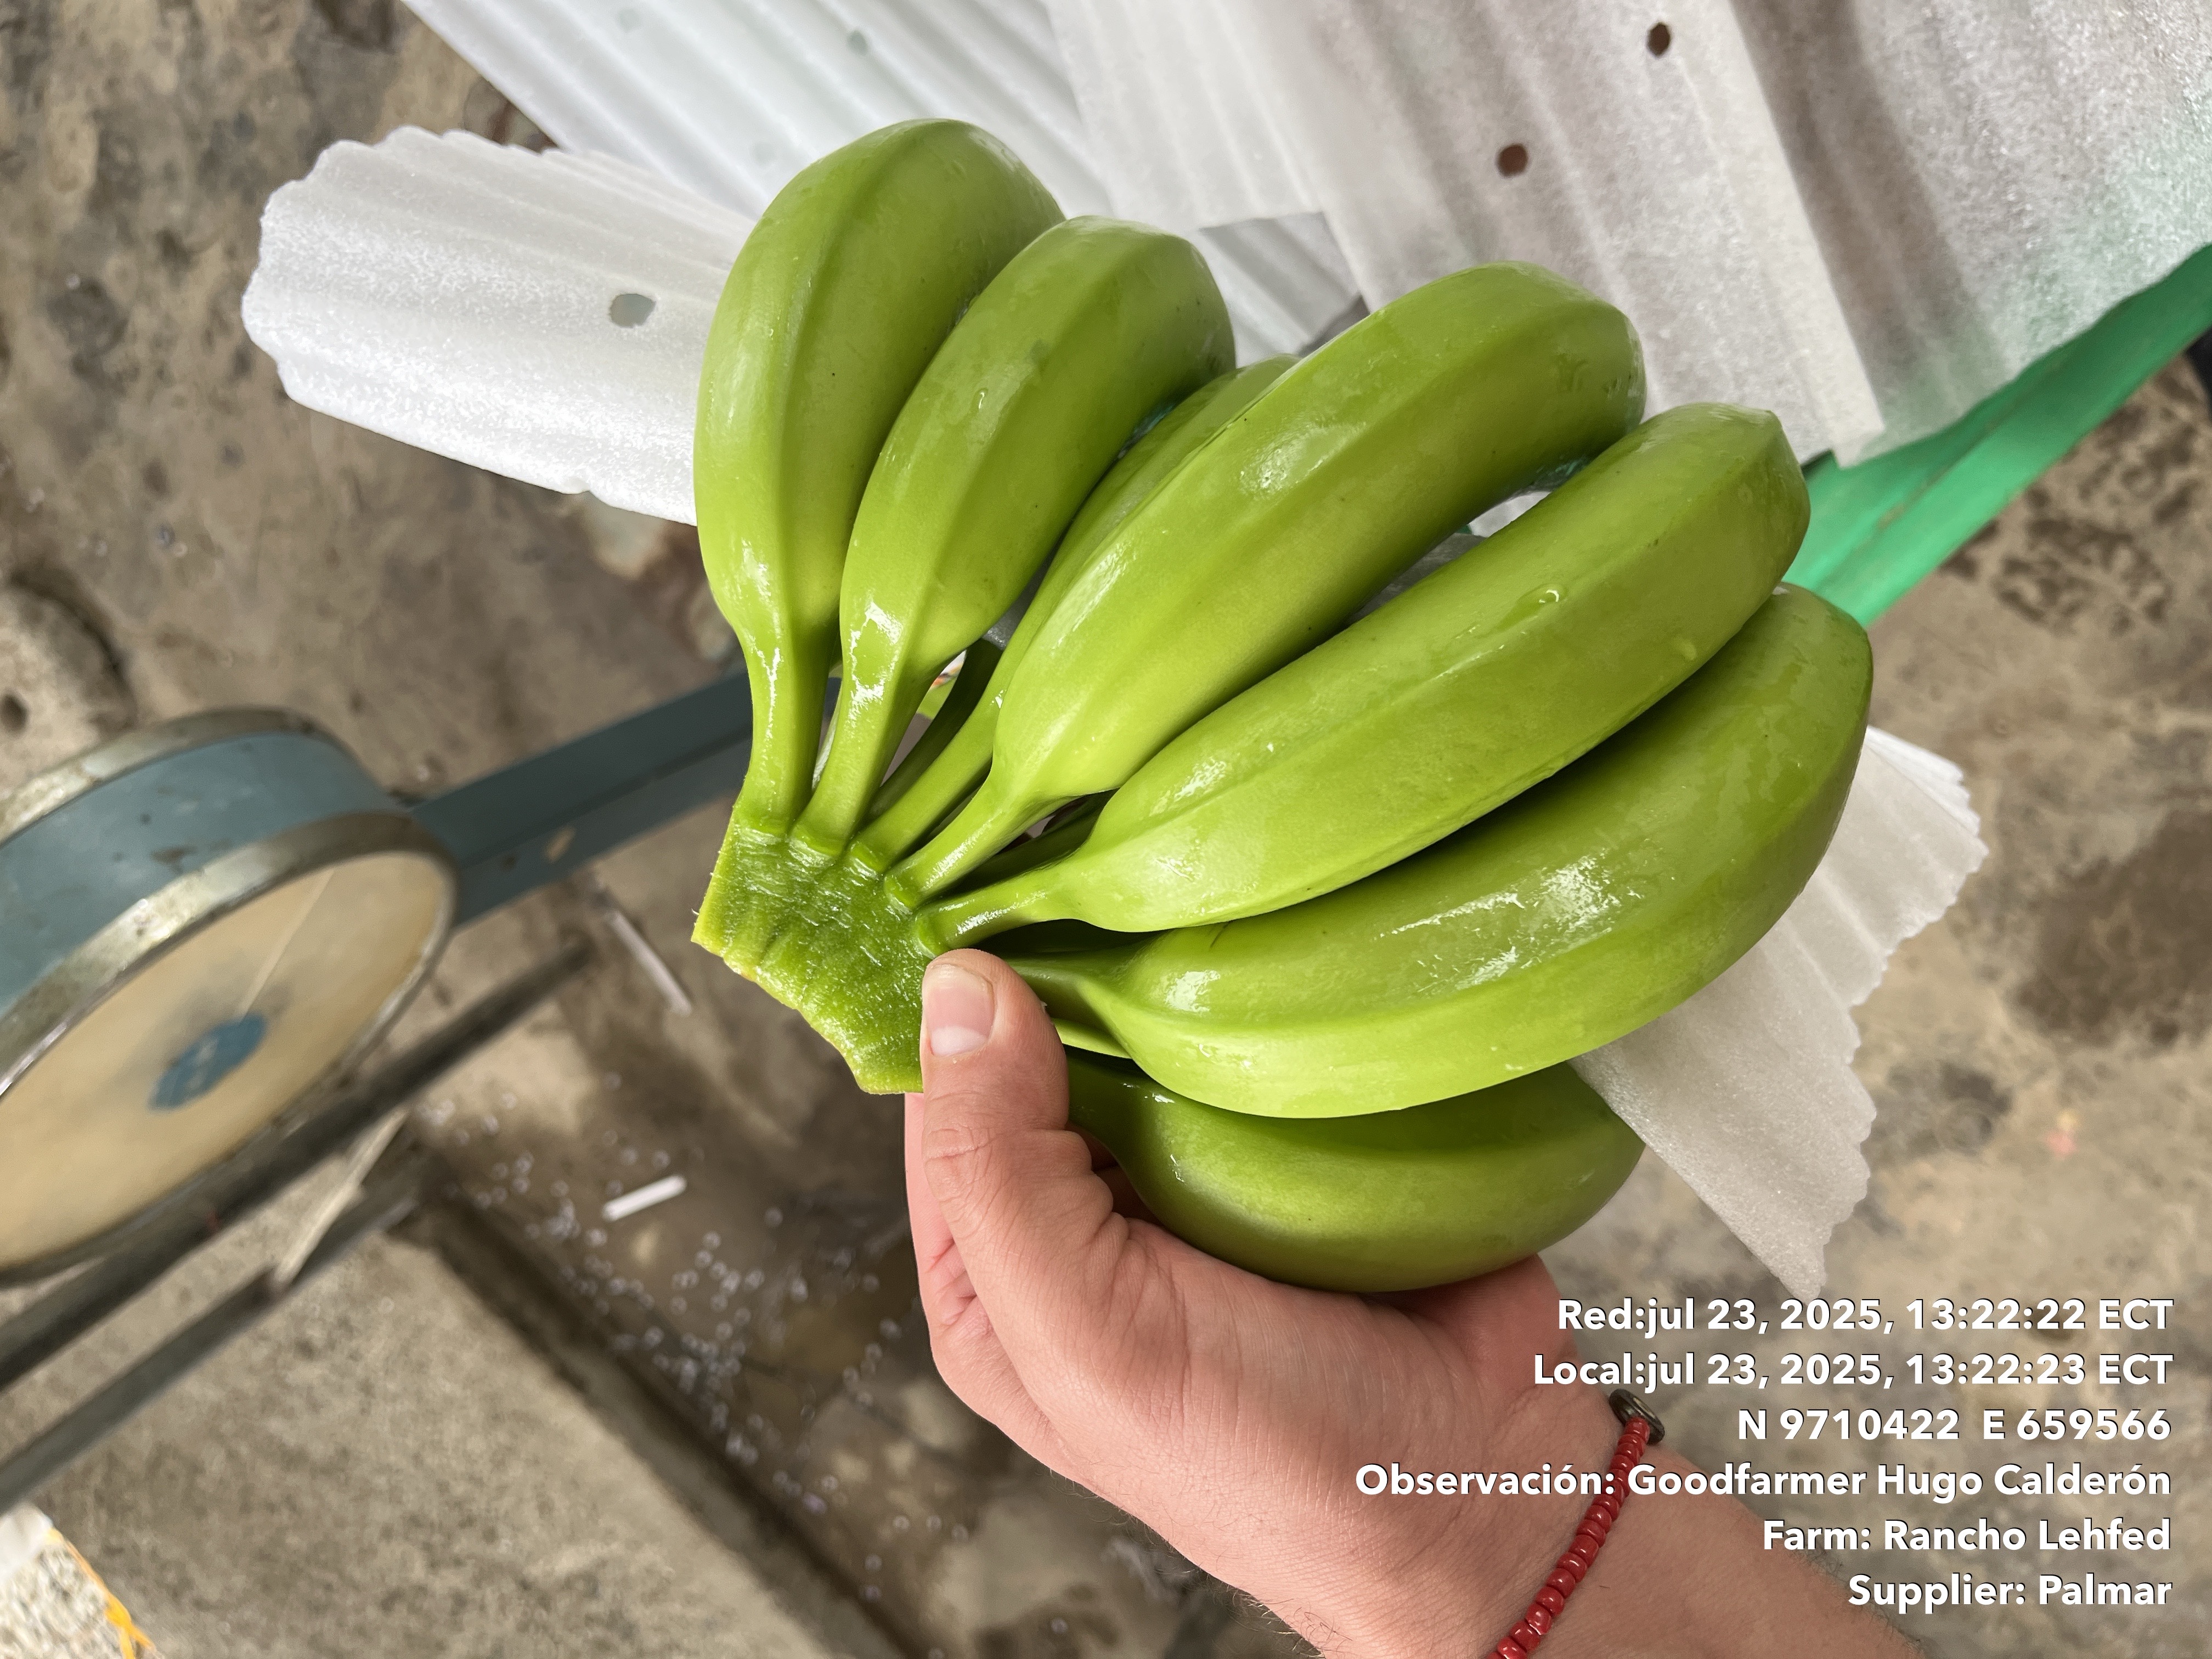 Red:jul 23, 2025, 13:22:22 ECT
Local:jul 23, 2025, 13:22:23 ECT
N 9710422 E 659566
Observación: Goodfarmer Hugo Calderón
Farm: Rancho Lehfed
Supplier: Palmar